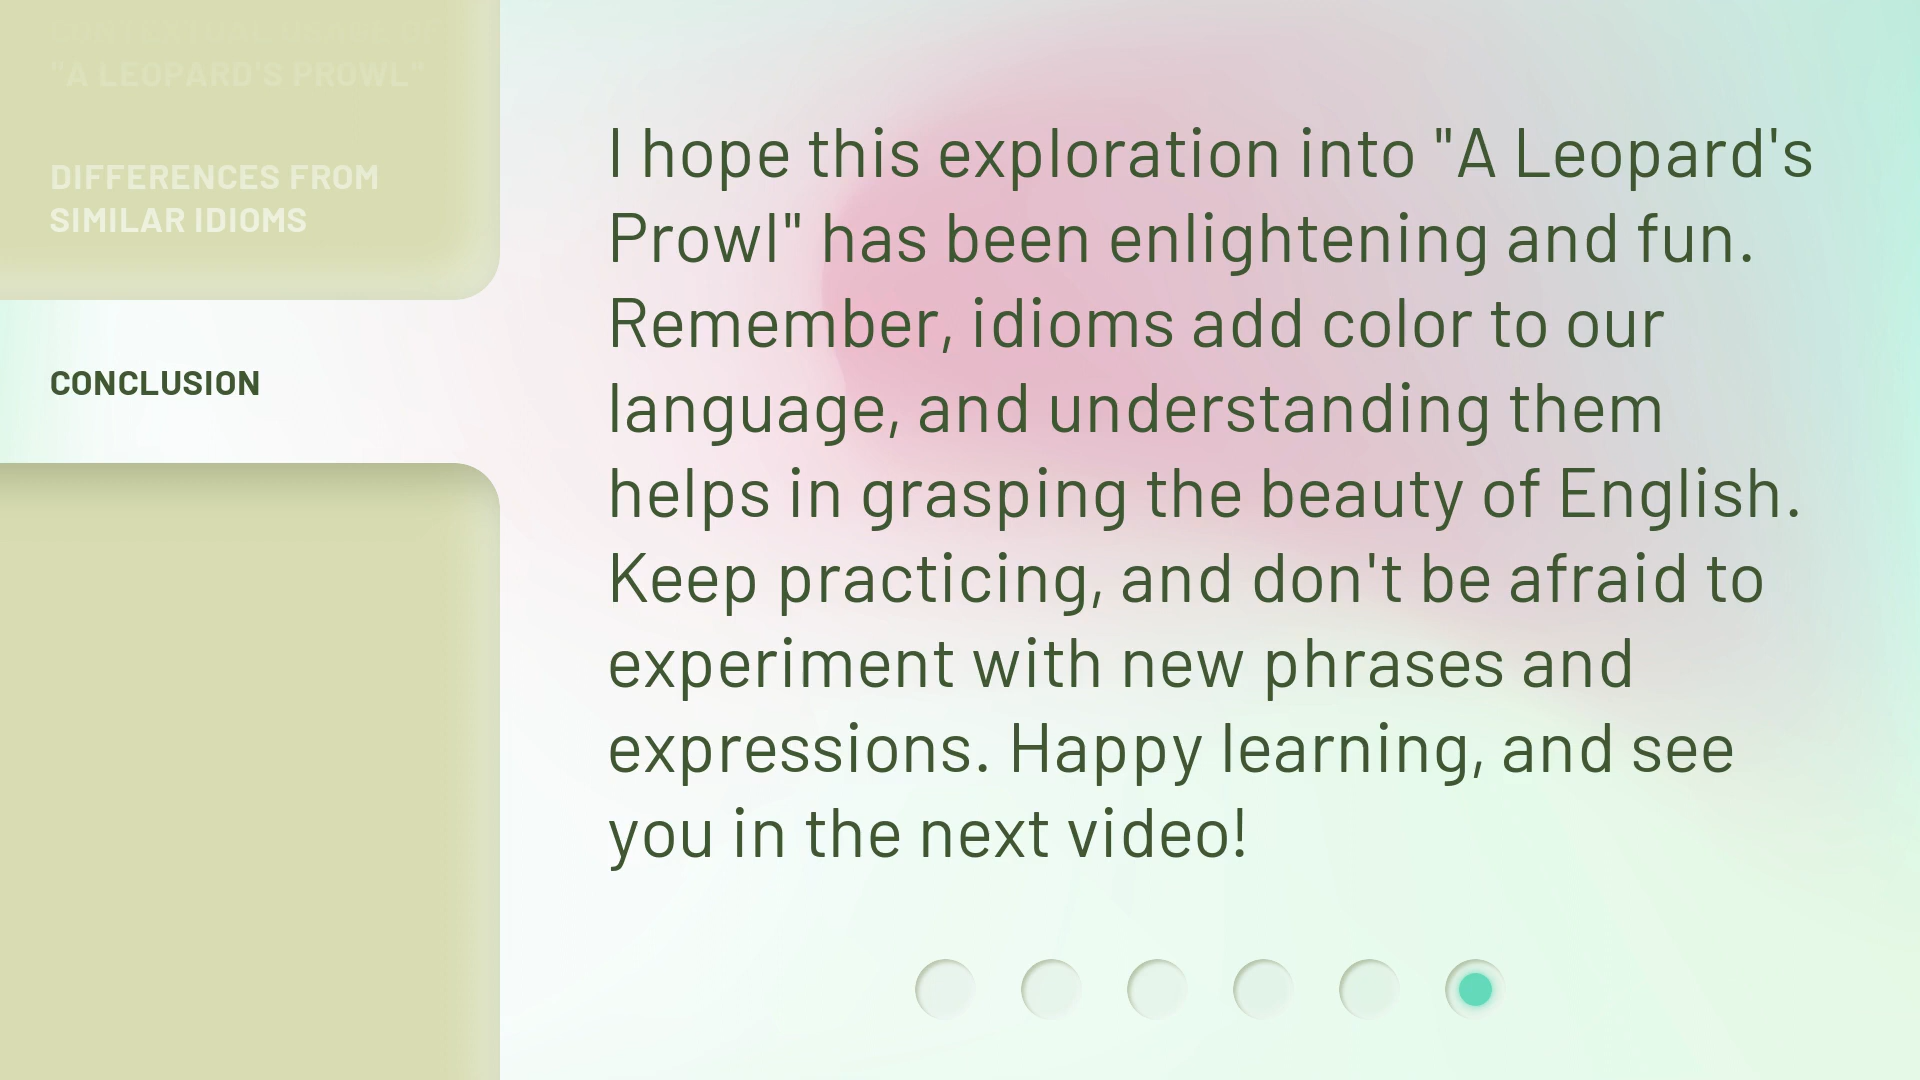 CONTEXTUAL USAGE OF
"A LEOPARD'S PROWL"
DIFFERENCES FROM
SIMILAR IDIOMS
CONCLUSION
I hope this exploration into "A Leopard's
Prowl" has been enlightening and fun.
Remember, idioms add color to our
language, and understanding them
helps in grasping the beauty of English.
Keep practicing, and don't be afraid to
experiment with new phrases and
expressions. Happy learning, and see
you in the next video!